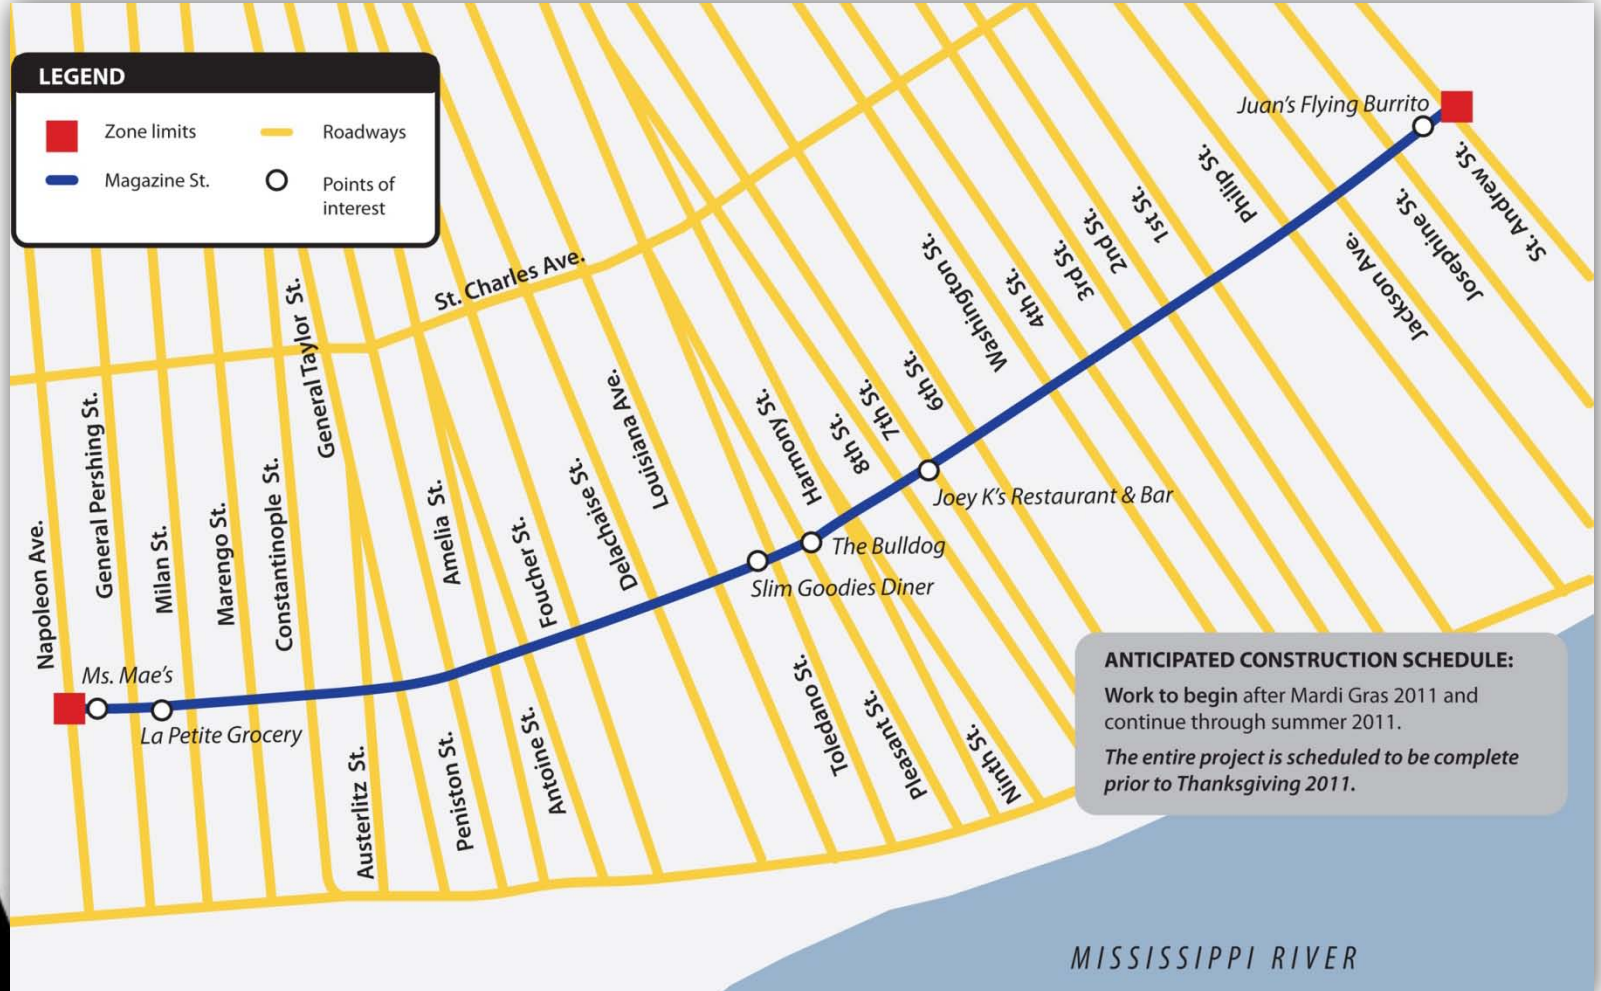 LEGEND
Zone limits
Roadways
Magazine St.
Points of
interest
Juan's Flying Burrito
St. Andrew St.
Josephine St.
Jackson Ave.
Philip St.
1st St.
2nd St.
3rd St.
4th St.
Washington St.
6th St.
7th St.
8th St.
Harmony St.
St. Charles Ave.
General Taylor St.
Louisiana Ave.
Delachaise St.
Foucher St.
Amelia St.
Constantinople St.
Marengo St.
Milan St.
General Pershing St.
Napoleon Ave.
Joey K's Restaurant & Bar
The Bulldog
Slim Goodies Diner
Ms. Mae's
La Petite Grocery
Austerlitz St.
Peniston St.
Antoine St.
Toledano St.
Pleasant St.
Ninth St.
ANTICIPATED CONSTRUCTION SCHEDULE:
Work to begin after Mardi Gras 2011 and
continue through summer 2011.
The entire project is scheduled to be complete
prior to Thanksgiving 2011.
MISSISSIPPI RIVER